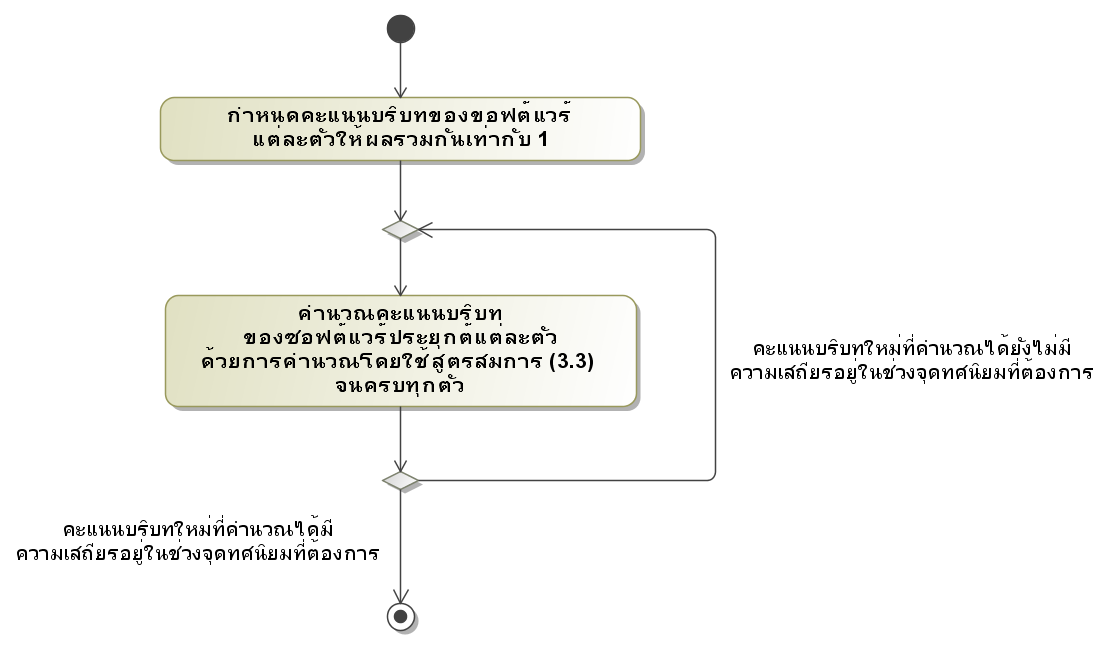 กำหนดคะแนนบริบทของซอฟต์แวร์
แต่ละตัวให้ผลรวมกันเท่ากับ 1
คำนวณคะแนนบริบท
ของซอฟต์แวร์ประยุกต์แต่ละตัว
ด้วยการคำนวณโดยใช้สูตรสมการ (3.3)
จนครบทุกตัว
คะแนนบริบทใหม่ที่คำนวณได้ยังไม่มี
ความเสถียรอยู่ในช่วงจุดทศนิยมที่ต้องการ
คะแนนบริบทใหม่ที่คำนวณได้มี
ความเสถียรอยู่ในช่วงจุดทศนิยมที่ต้องการ